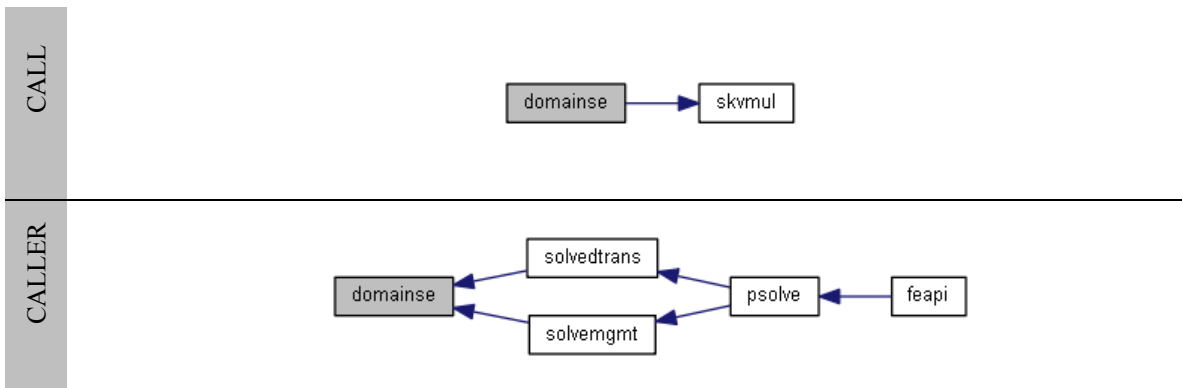 CALL
domainse
skvmul
CALLER
solvedtrans
domainse
psolve
feapi
solvemgmt